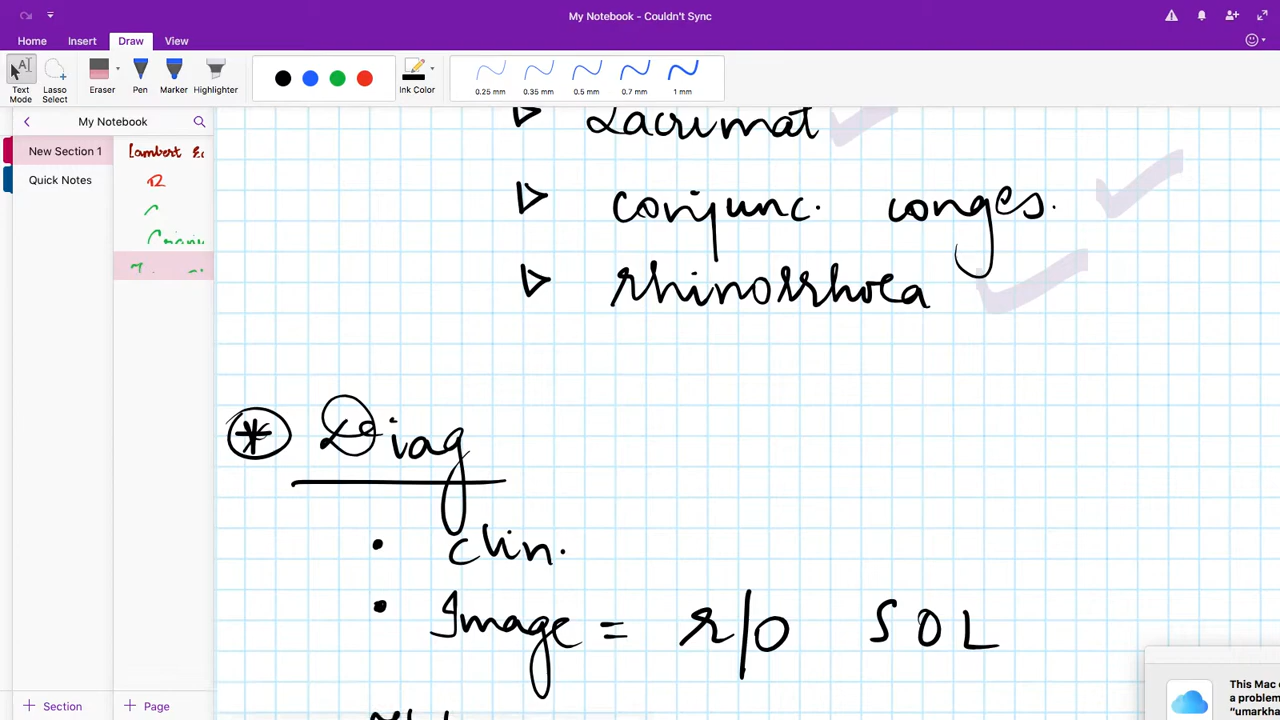 My Notebook - Couldn't Sync
Home Insert Draw View
Text Mode
Lasso Select
Eraser
Pen
Marker
Highlighter
Ink Color
0.25 mm 0.35 mm 0.5 mm 0.7 mm 1 mm
My Notebook
New Section 1
Quick Notes
Lambert
Lacrimat
conjunc. conges.
rhinorrhoea
Diag
• Clin.
• Image = r/o SOL
+ Section + Page
This Mac
a problem
"umarkha